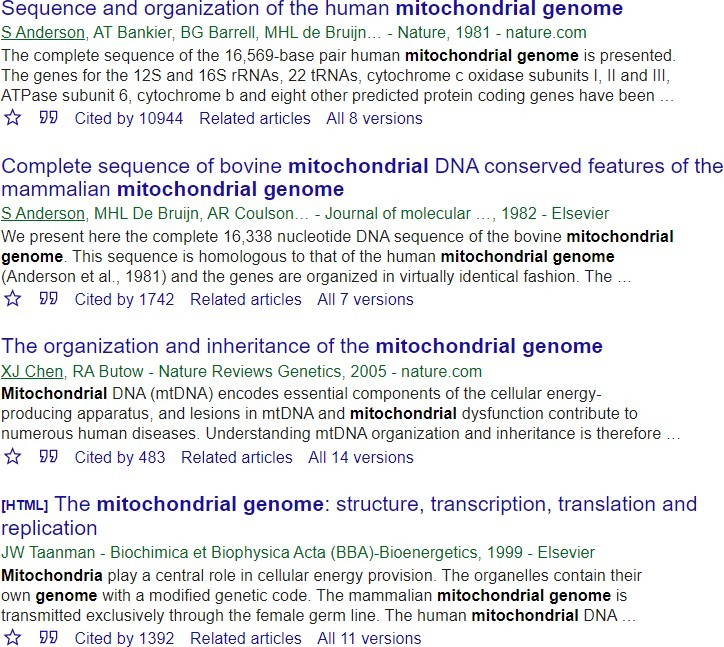 Sequence and organization of the human mitochondrial genome
S Anderson, AT Bankier, BG Barrell, MHL de Bruijn… - Nature, 1981 - nature.com
The complete sequence of the 16,569-base pair human mitochondrial genome is presented.
The genes for the 12S and 16S rRNAs, 22 tRNAs, cytochrome c oxidase subunits I, II and III,
ATPase subunit 6, cytochrome b and eight other predicted protein coding genes have been …
Cited by 10944 Related articles All 8 versions
Complete sequence of bovine mitochondrial DNA conserved features of the
mammalian mitochondrial genome
S Anderson, MHL De Bruijn, AR Coulson… - Journal of molecular …, 1982 - Elsevier
We present here the complete 16,338 nucleotide DNA sequence of the bovine mitochondrial
genome. This sequence is homologous to that of the human mitochondrial genome
(Anderson et al., 1981) and the genes are organized in virtually identical fashion. The …
Cited by 1742 Related articles All 7 versions
The organization and inheritance of the mitochondrial genome
XJ Chen, RA Butow - Nature Reviews Genetics, 2005 - nature.com
Mitochondrial DNA (mtDNA) encodes essential components of the cellular energy-
producing apparatus, and lesions in mtDNA and mitochondrial dysfunction contribute to
numerous human diseases. Understanding mtDNA organization and inheritance is therefore …
Cited by 483 Related articles All 14 versions
[HTML] The mitochondrial genome: structure, transcription, translation and
replication
JW Taanman - Biochimica et Biophysica Acta (BBA)-Bioenergetics, 1999 - Elsevier
Mitochondria play a central role in cellular energy provision. The organelles contain their
own genome with a modified genetic code. The mammalian mitochondrial genome is
transmitted exclusively through the female germ line. The human mitochondrial DNA …
Cited by 1392 Related articles All 11 versions